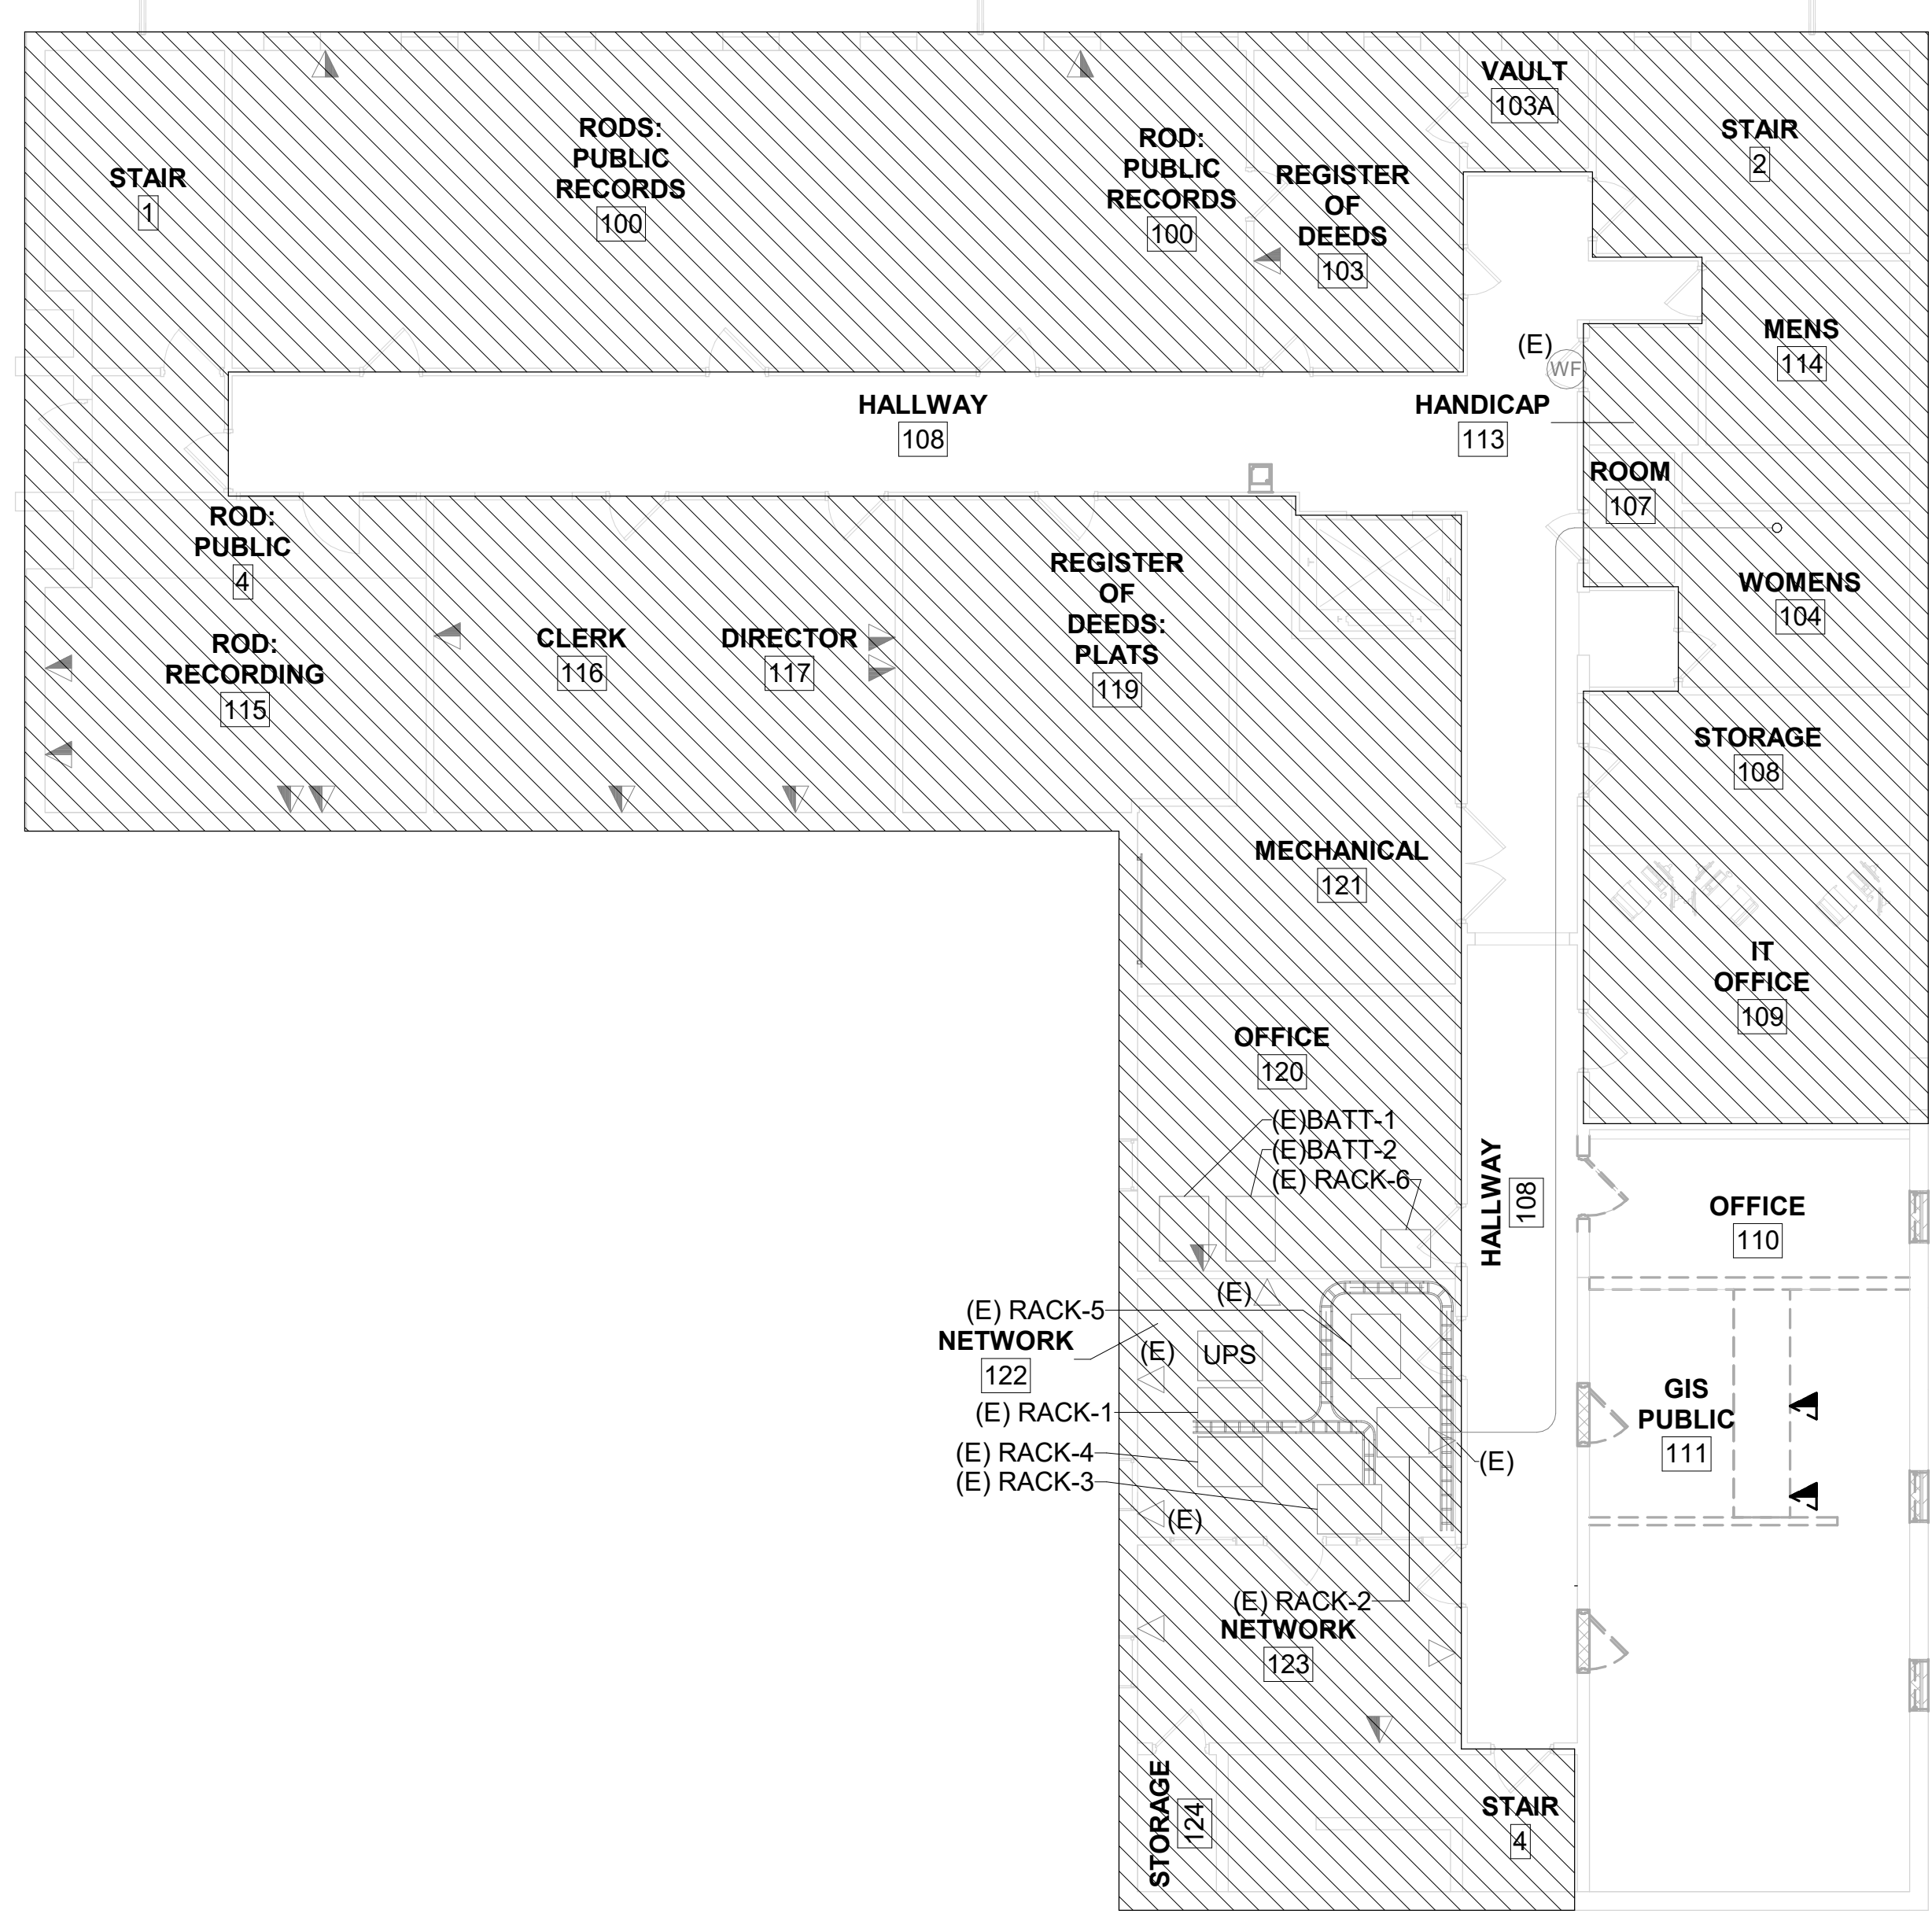 VAULT
103A
STAIR
2
RODS:
PUBLIC
RECORDS
100
ROD:
PUBLIC
RECORDS
100
REGISTER
OF
DEEDS
103
STAIR
1
MENS
114
(E)
WF
HALLWAY
108
HANDICAP
113
ROOM
107
ROD:
PUBLIC
4
REGISTER
OF
DEEDS:
PLATS
119
WOMENS
104
ROD:
RECORDING
115
CLERK
116
DIRECTOR
117
STORAGE
108
MECHANICAL
121
IT
OFFICE
109
OFFICE
120
(E)BATT-1
(E)BATT-2
(E) RACK-6
HALLWAY
108
OFFICE
110
(E)
(E) RACK-5
NETWORK
122
(E)
UPS
(E) RACK-1
GIS
PUBLIC
111
(E) RACK-4
(E) RACK-3
(E)
(E)
(E) RACK-2
NETWORK
123
STORAGE
124
STAIR
4